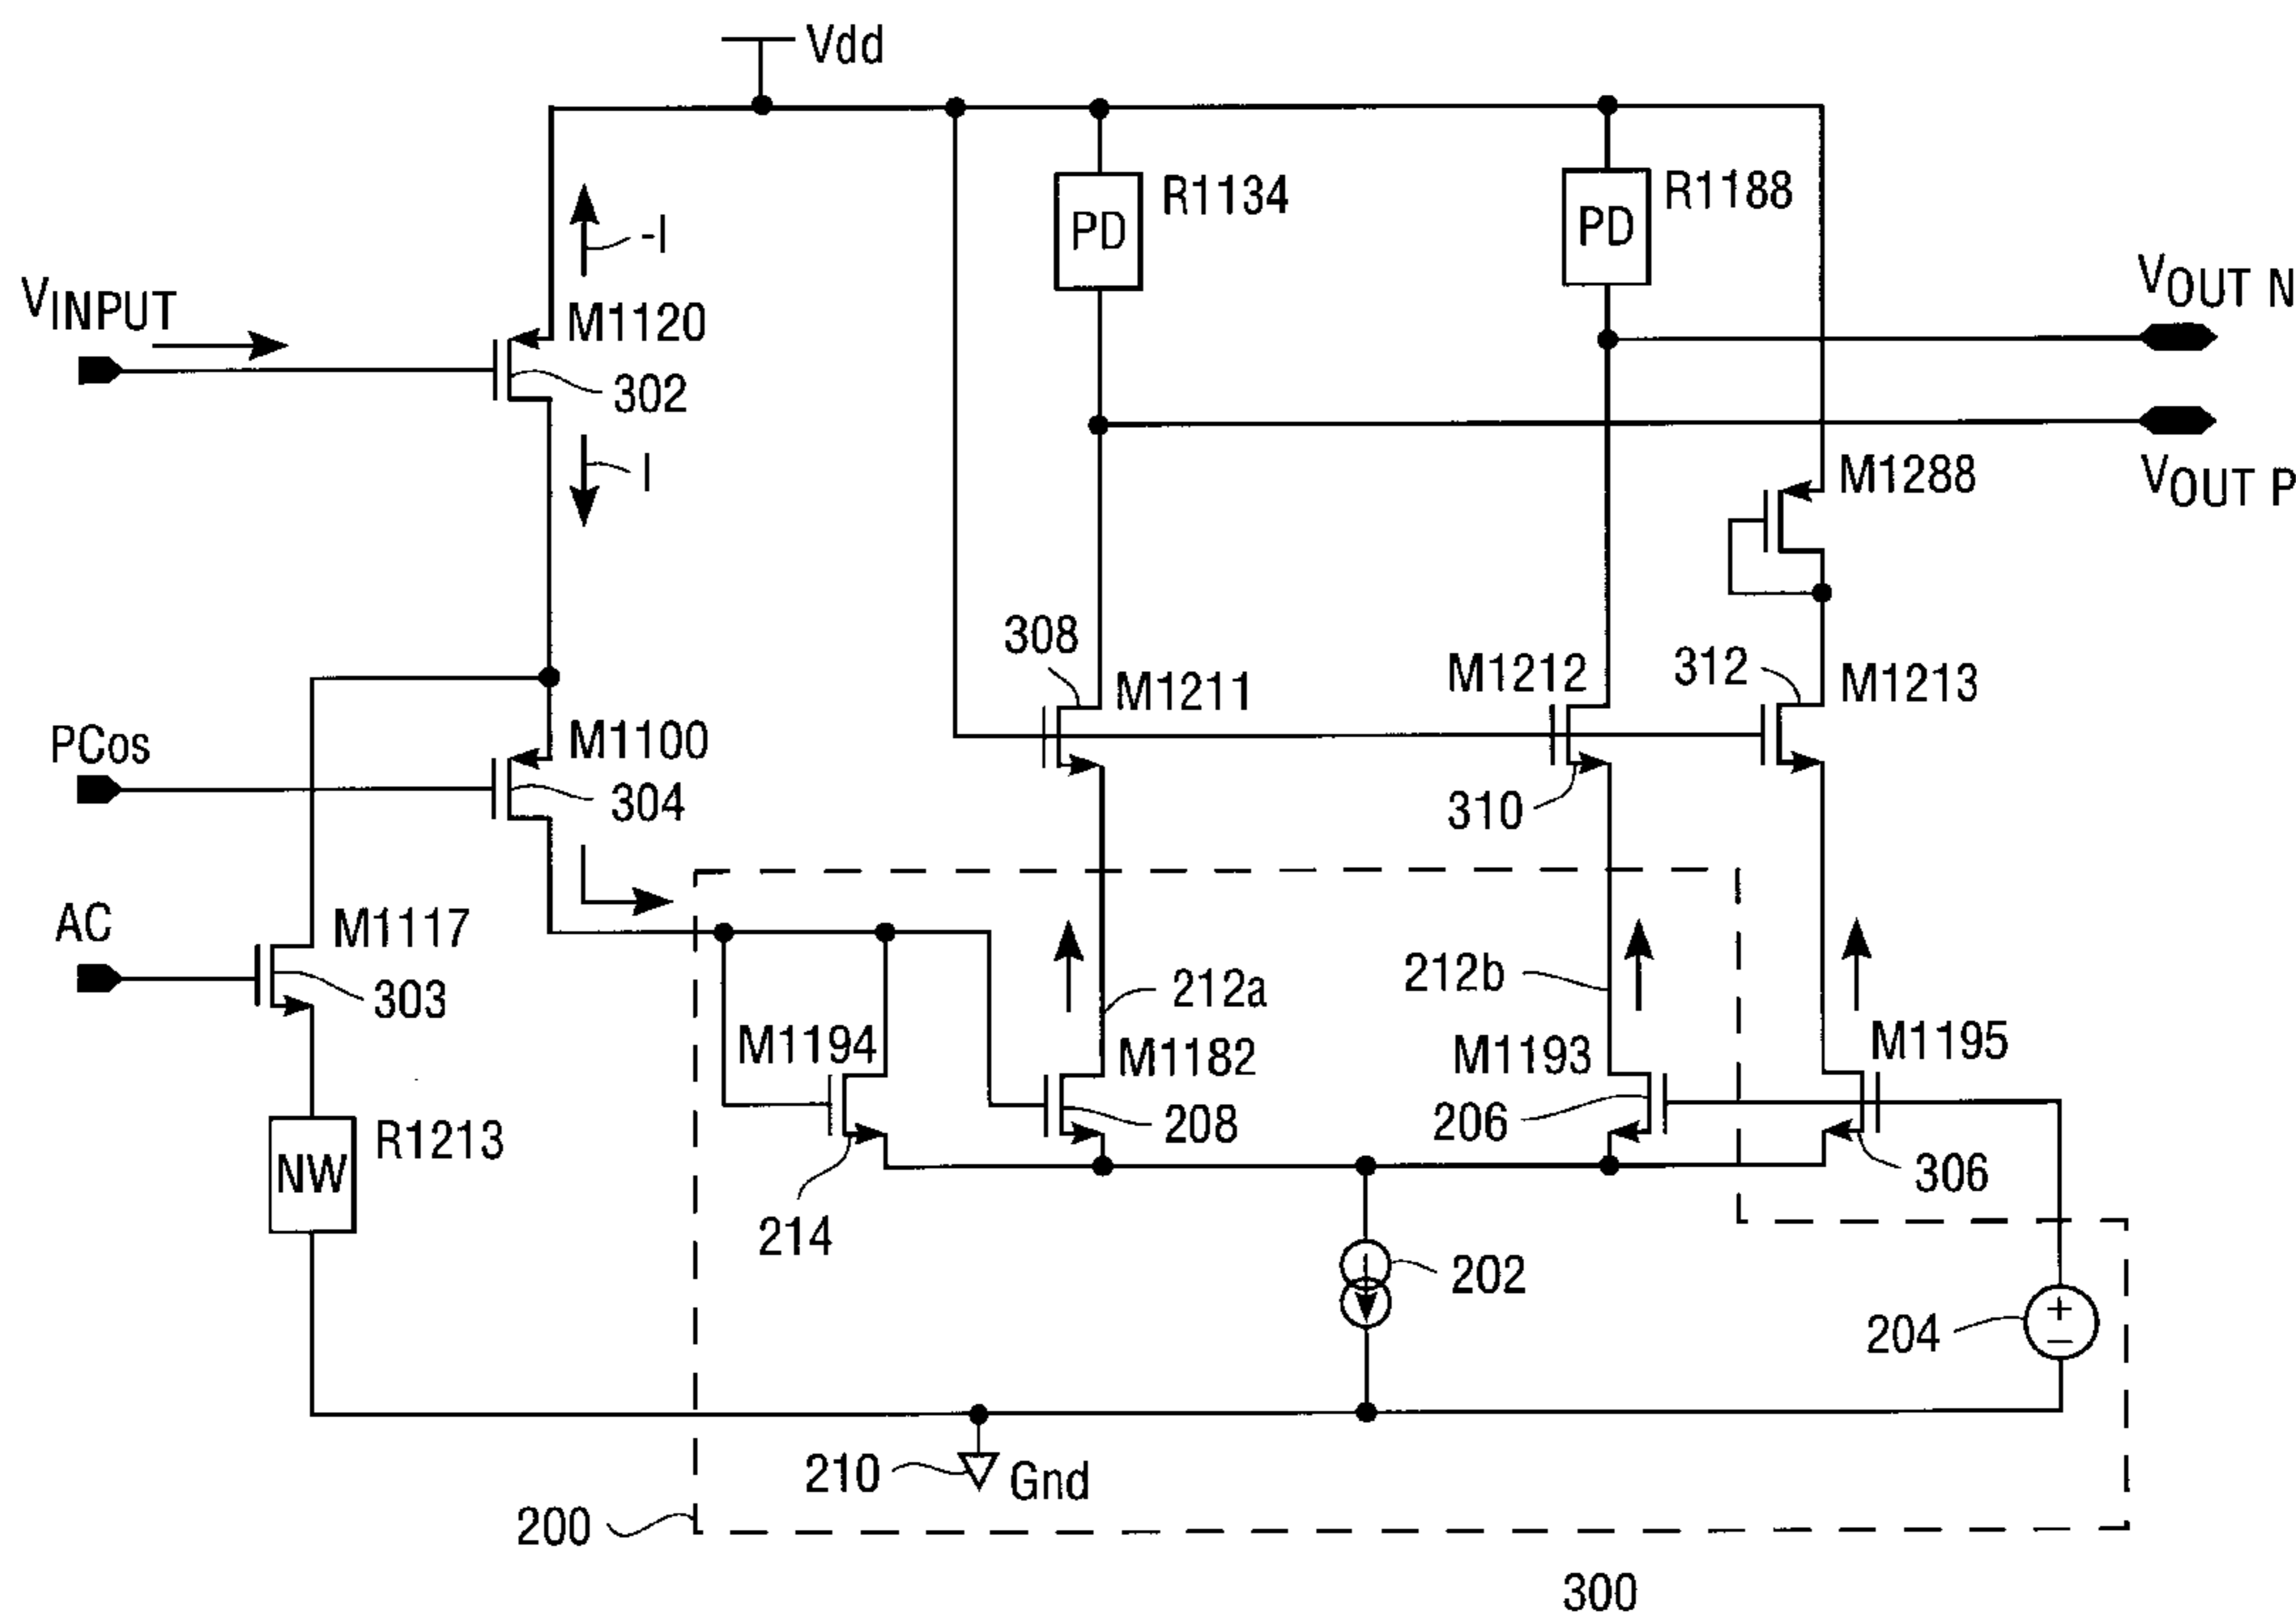 Vdd
R1134
R1188
PD
PD
-I
VINPUT
M1120
302
VOUT N
VOUT P
I
M1288
308
M1211
M1212
312
M1213
PCos
M1100
304
310
AC
M1117
303
212a
212b
M1194
M1182
M1193
M1195
208
206
306
R1213
NW
214
202
204
+
−
210
Gnd
200
300